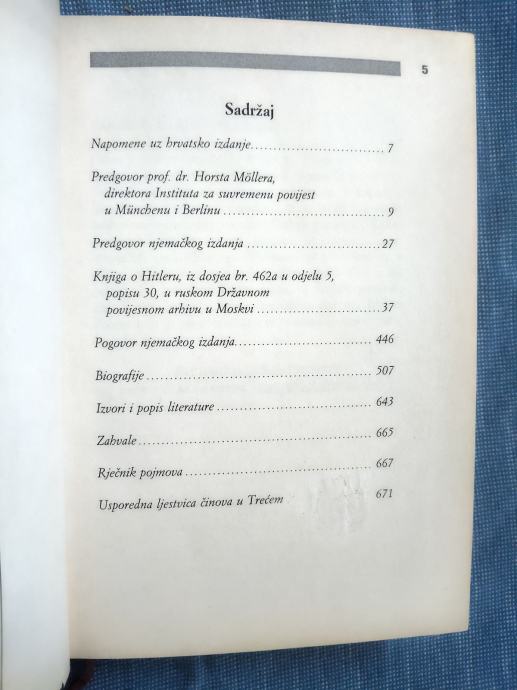 5
Sadržaj
Napomene uz hrvatsko izdanje........................ 7
Predgovor prof. dr. Horsta Möllera,
direktora Instituta za suvremenu povijest
u Münchenu i Berlinu........................ 9
Predgovor njemačkog izdanja........................27
Knjiga o Hitleru, iz dosjea br. 462a u odjelu 5,
popisu 30, u ruskom Državnom
povijesnom arhivu u Moskvi........................37
Pogovor njemačkog izdanja........................ 446
Biografije........................ 507
Izvori i popis literature........................ 643
Zahvale........................ 665
Rječnik pojmova........................ 667
Usporedna ljestvica činova u Trećem 671